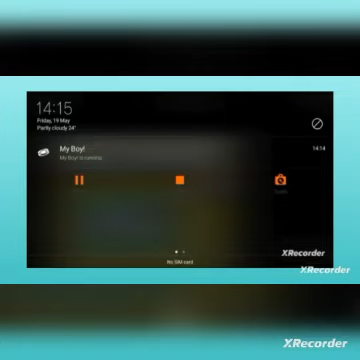 14:15
Friday, 19 May
Partly cloudy 24°
My Boy!
14:14
My Boy! is running.
No SIM card
XRecorder
XRecorder
XRecorder